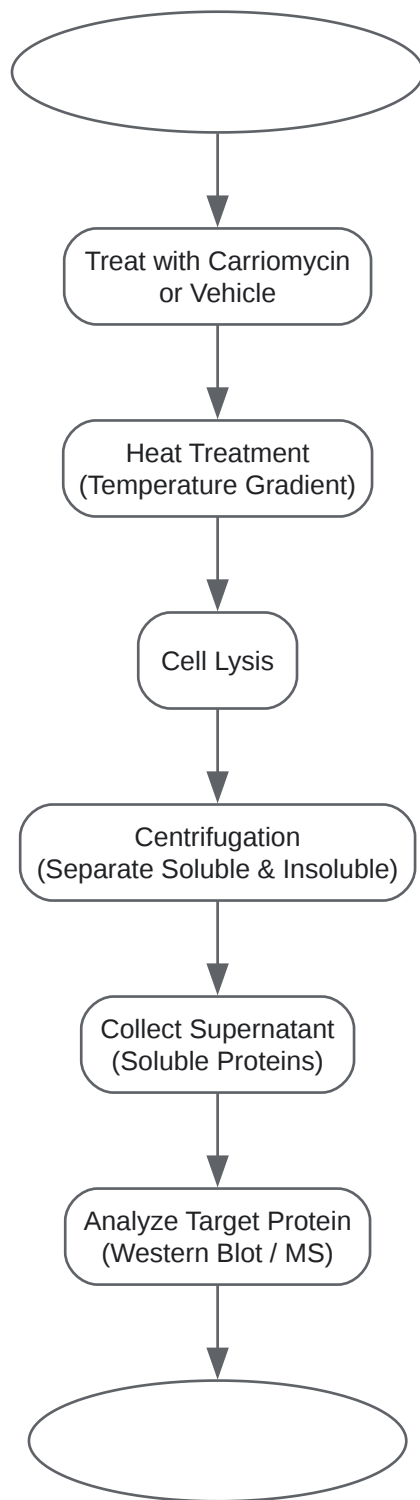 Treat with Carriomycin
or Vehicle
Heat Treatment
(Temperature Gradient)
Cell Lysis
Centrifugation
(Separate Soluble & Insoluble)
Collect Supernatant
(Soluble Proteins)
Analyze Target Protein
(Western Blot / MS)